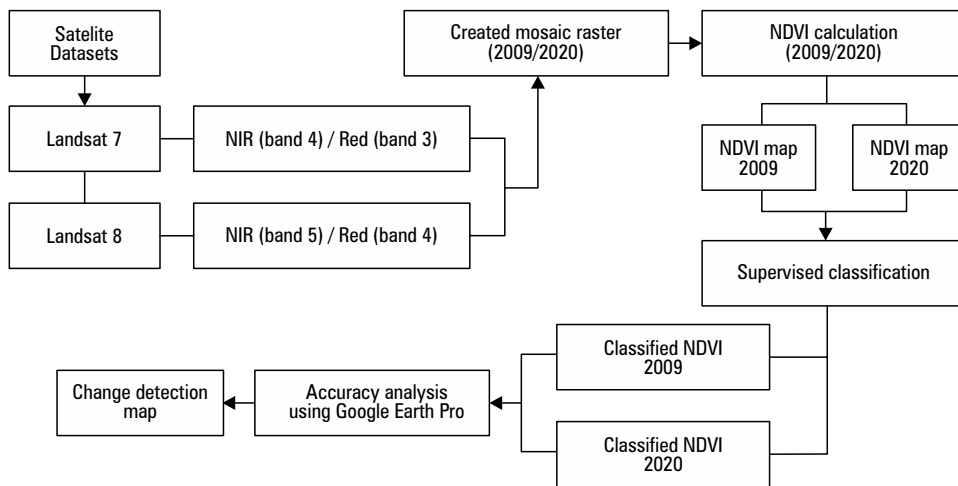 Satelite
Datasets
Landsat 7
NIR (band 4) / Red (band 3)
Landsat 8
NIR (band 5) / Red (band 4)
Created mosaic raster
(2009/2020)
NDVI calculation
(2009/2020)
NDVI map
2009
NDVI map
2020
Supervised classification
Classified NDVI
2009
Classified NDVI
2020
Accuracy analysis
using Google Earth Pro
Change detection
map